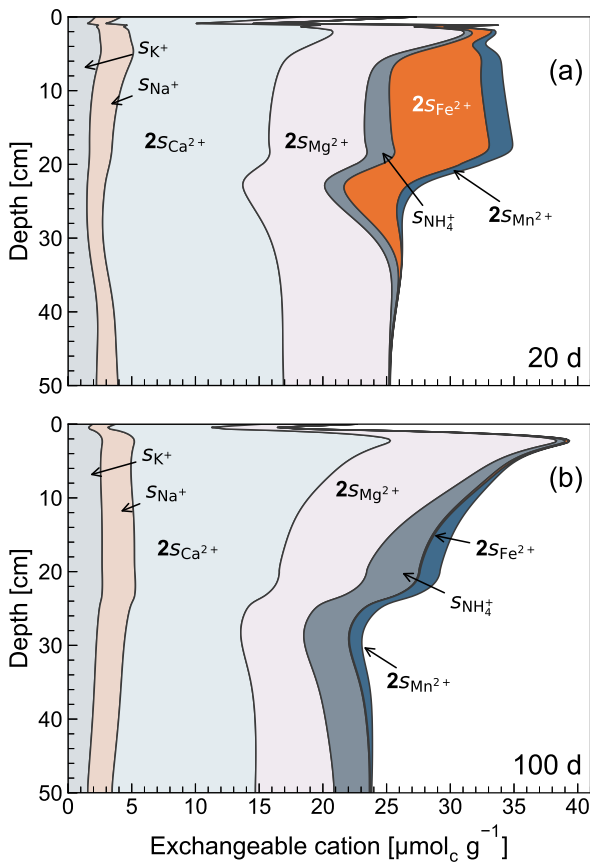 0
10
20
30
40
50
Depth [cm]
(a)
s_K⁺
s_Na⁺
2s_Ca²⁺
2s_Mg²⁺
2s_Fe²⁺
s_NH₄⁺
2s_Mn²⁺
20 d
0
10
20
30
40
50
Depth [cm]
(b)
s_K⁺
s_Na⁺
2s_Ca²⁺
2s_Mg²⁺
2s_Fe²⁺
s_NH₄⁺
2s_Mn²⁺
100 d
0 5 10 15 20 25 30 35 40
Exchangeable cation [μmol_c g⁻¹]